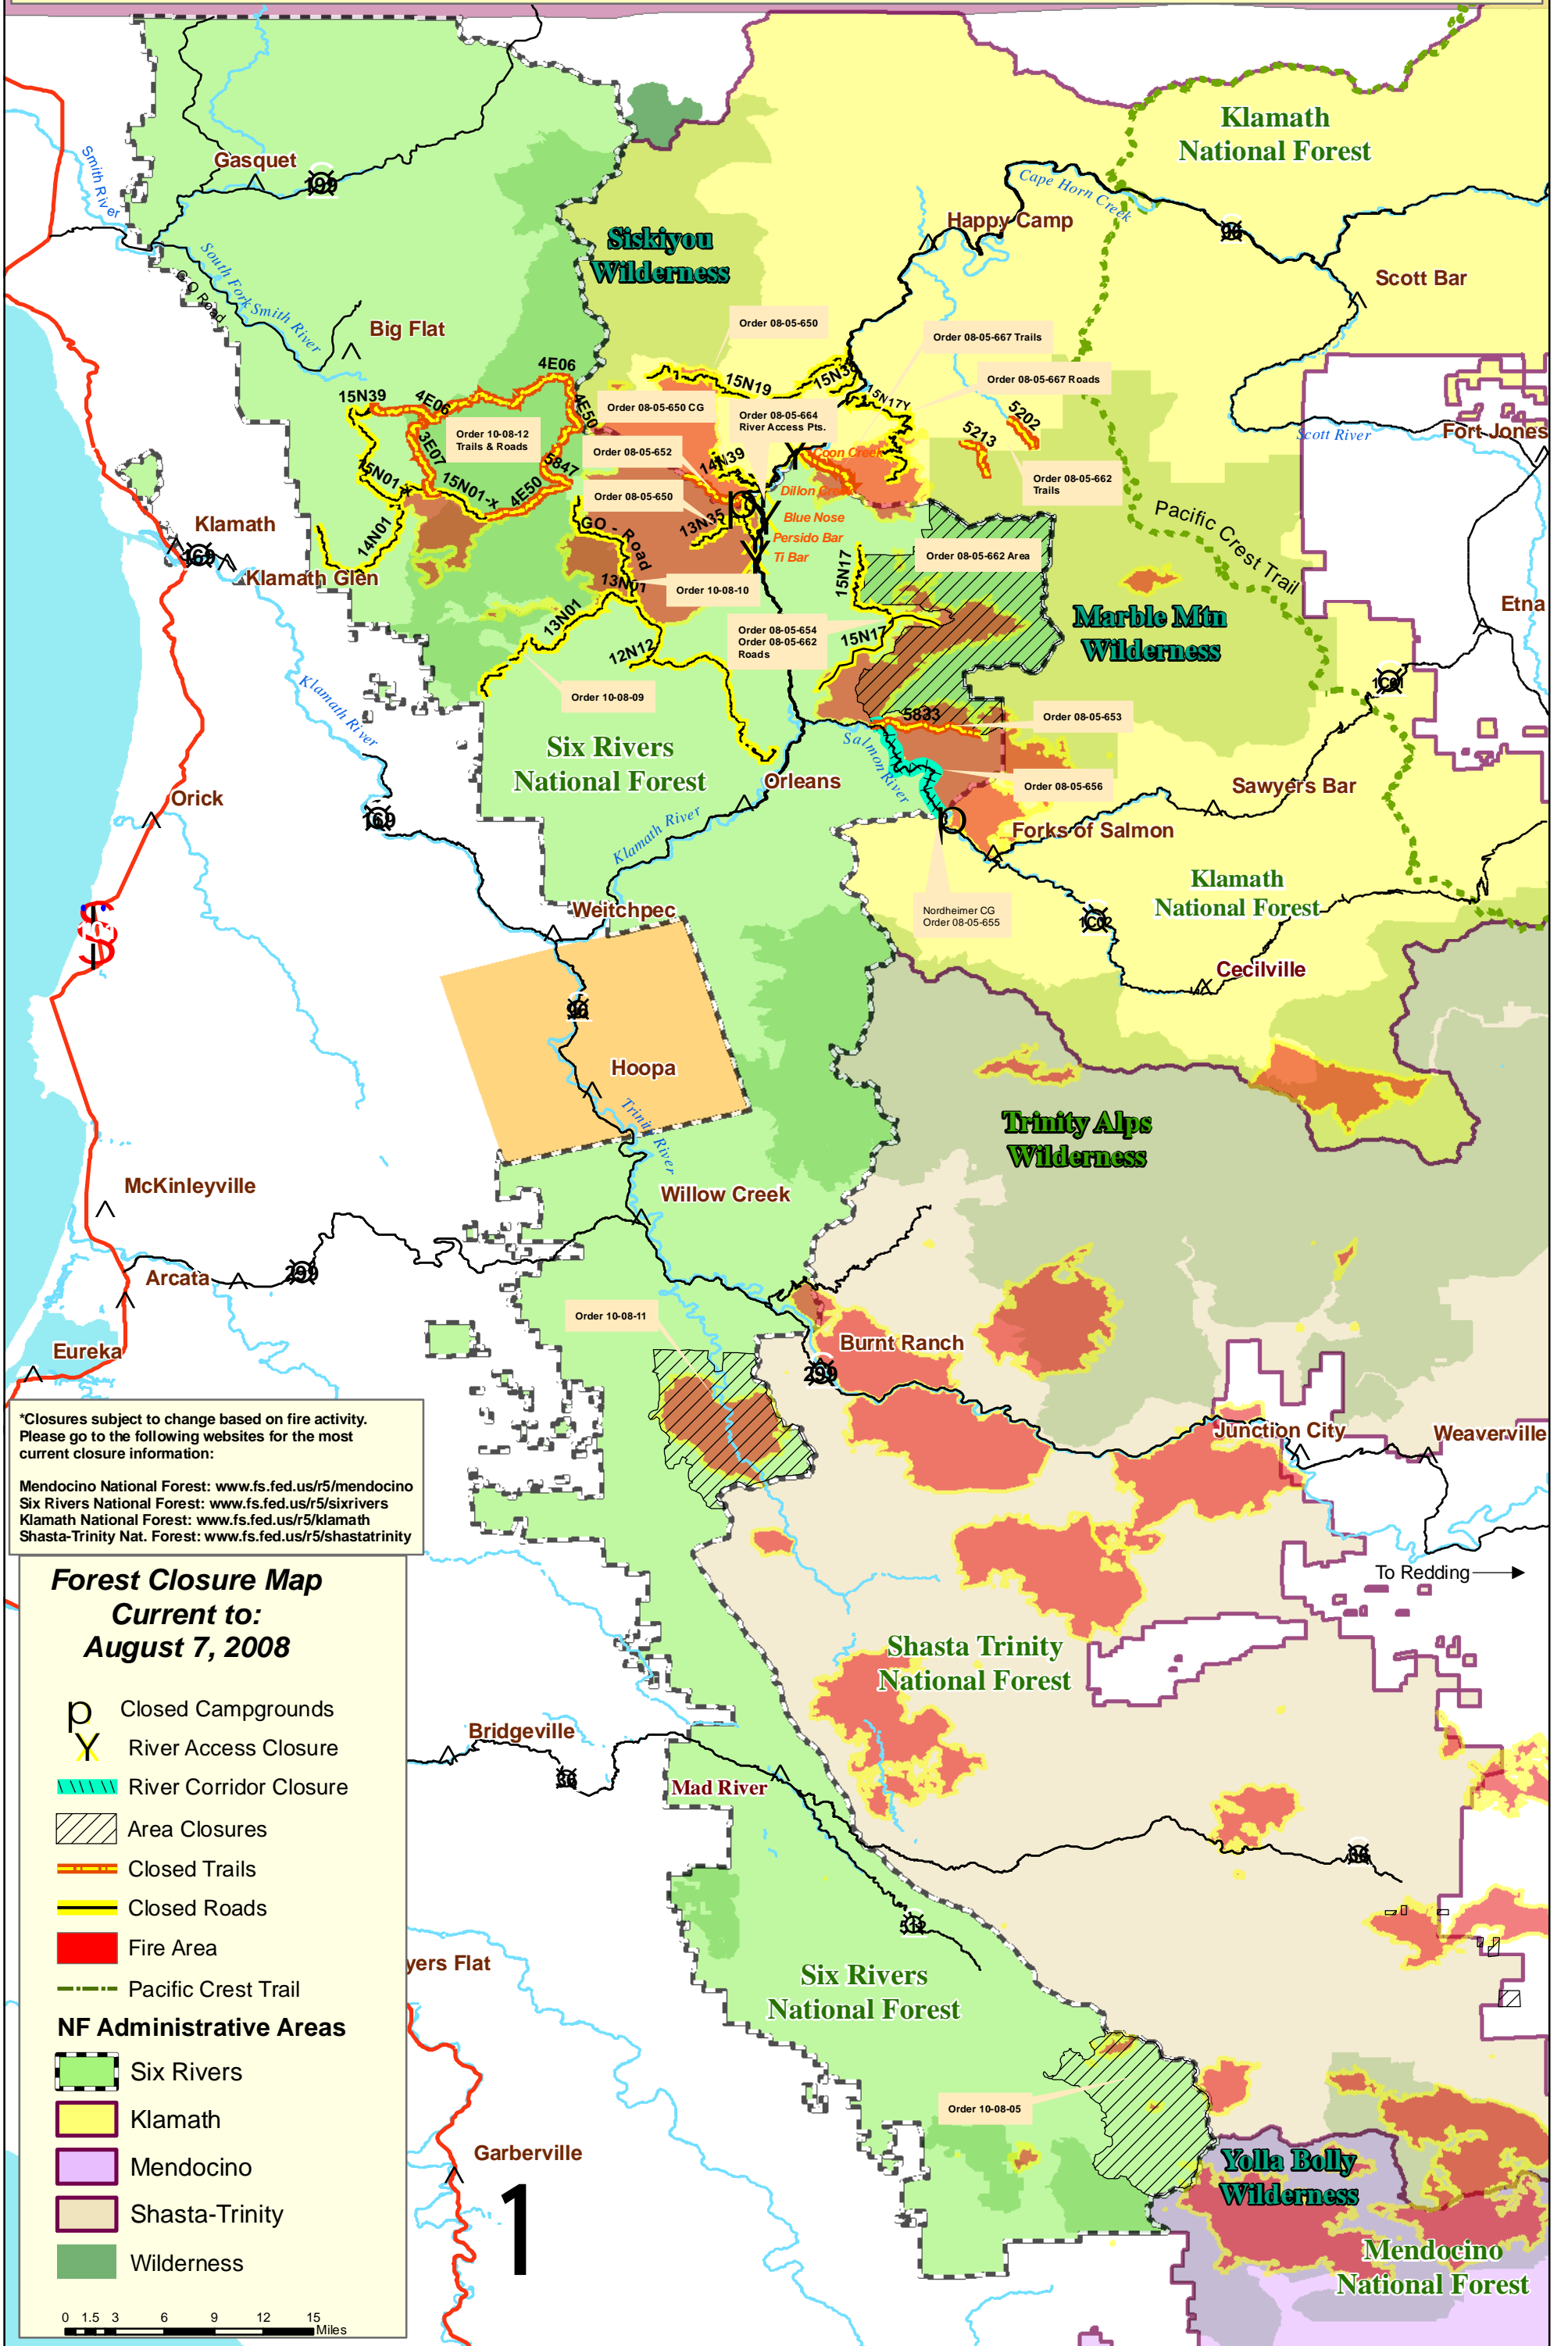 Klamath
National Forest
Smith River
Gasquet
199
Cape Horn Creek
Happy Camp
96
Siskiyou
Wilderness
South Fork Smith River
G O Road
Scott Bar
Big Flat
Order 08-05-650
Order 08-05-667 Trails
4E06
15N19
15N38
Order 08-05-667 Roads
15N39
4E06
4E50
15N17Y
Order 08-05-650 CG
Order 08-05-664
River Access Pts.
5202
5213
Scott River
Fort Jones
Order 10-08-12
Trails & Roads
3E07
Order 08-05-652
14N39
Coon Creek
15N01-X
15N01-X
4E50
5847
Order 08-05-650
Dillon Creek
Order 08-05-662
Trails
Pacific Crest Trail
Klamath
169
14N01
GO - Road
13N35
Blue Nose
Persido Bar
Ti Bar
Order 08-05-662 Area
Klamath Glen
13N01
Order 10-08-10
15N17
Etna
Marble Mtn
Wilderness
13N01
12N12
Order 08-05-654
Order 08-05-662
Roads
15N17
Order 10-08-09
1C01
Klamath River
5833
Order 08-05-653
Six Rivers
National Forest
Salmon River
Orleans
Order 08-05-656
Sawyers Bar
Orick
169
Klamath River
Forks of Salmon
Klamath
National Forest
Nordheimer CG
Order 08-05-655
1C02
Weitchpec
Cecilville
96
Hoopa
Trinity River
Trinity Alps
Wilderness
McKinleyville
Willow Creek
Arcata
299
Order 10-08-11
Eureka
Burnt Ranch
299
Junction City
Weaverville
*Closures subject to change based on fire activity.
Please go to the following websites for the most
current closure information:
Mendocino National Forest: www.fs.fed.us/r5/mendocino
Six Rivers National Forest: www.fs.fed.us/r5/sixrivers
Klamath National Forest: www.fs.fed.us/r5/klamath
Shasta-Trinity Nat. Forest: www.fs.fed.us/r5/shastatrinity
To Redding
Forest Closure Map
Current to:
August 7, 2008
Shasta Trinity
National Forest
p Closed Campgrounds
Y River Access Closure
River Corridor Closure
Area Closures
Closed Trails
Closed Roads
Fire Area
Pacific Crest Trail
NF Administrative Areas
Six Rivers
Klamath
Mendocino
Shasta-Trinity
Wilderness
0 1.5 3 6 9 12 15
Miles
Bridgeville
36
Mad River
36
512
yers Flat
Six Rivers
National Forest
Order 10-08-05
Garberville
1
Yolla Bolly
Wilderness
Mendocino
National Forest